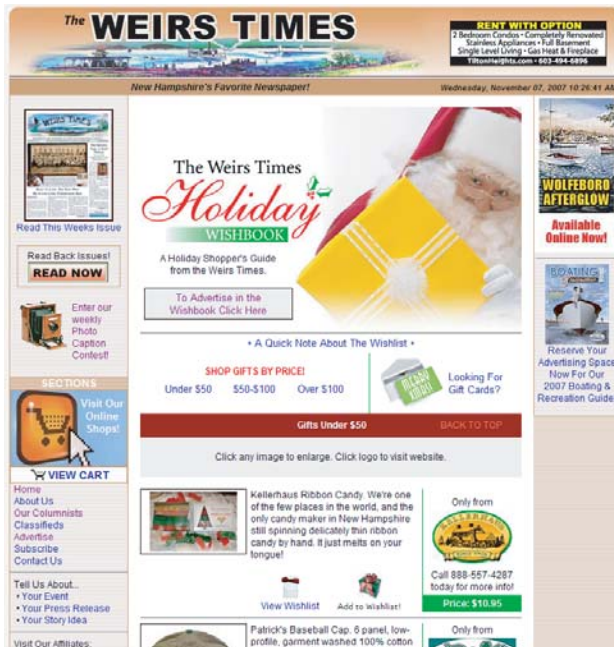 The WEIRS TIMES
RENT WITH OPTION
2 Bedroom Condos • Completely Renovated
Stainless Appliances • Full Basement
Single Level Living • Gas Heat & Fireplace
TiltonHeights.com • 603-494-6896
New Hampshire's Favorite Newspaper!
Wednesday, November 07, 2007 10:26:41 AM
WEIRS TIMES
Read This Weeks Issue
Read Back Issues!
READ NOW
Enter our
weekly
Photo
Caption
Contest!
SECTIONS
Visit Our
Online
Shops!
VIEW CART
Home
About Us
Our Columnists
Classifieds
Advertise
Subscribe
Contact Us
Tell Us About...
• Your Event
• Your Press Release
• Your Story Idea
Visit Our Affiliates:
The Weirs Times
Holiday
WISHBOOK
A Holiday Shopper's Guide
from the Weirs Times.
To Advertise in the
Wishbook Click Here
• A Quick Note About The Wishlist •
SHOP GIFTS BY PRICE!
Under $50 $50-$100 Over $100
MERRY
XMAS!
Looking For
Gift Cards?
Gifts Under $50 BACK TO TOP
Click any image to enlarge. Click logo to visit website.
Kellerhaus Ribbon Candy. We're one
of the few places in the world, and the
only candy maker in New Hampshire
still spinning delicately thin ribbon
candy by hand. It just melts on your
tongue!
View Wishlist Add to Wishlist!
Only from
KELLERHAUS
Call 888-557-4287
today for more info!
Price: $10.95
Patrick's Baseball Cap. 6 panel, low-
profile, garment washed 100% cotton
Only from
WOLFEBORO
AFTERGLOW
Available
Online Now!
BOATING
Reserve Your
Advertising Space
Now For Our
2007 Boating &
Recreation Guide